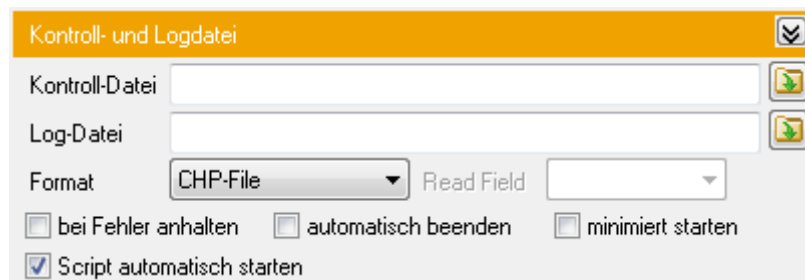 Kontroll- und Logdatei
Kontroll-Datei
Log-Datei
Format CHP-File Read Field
bei Fehler anhalten automatisch beenden minimiert starten
Script automatisch starten